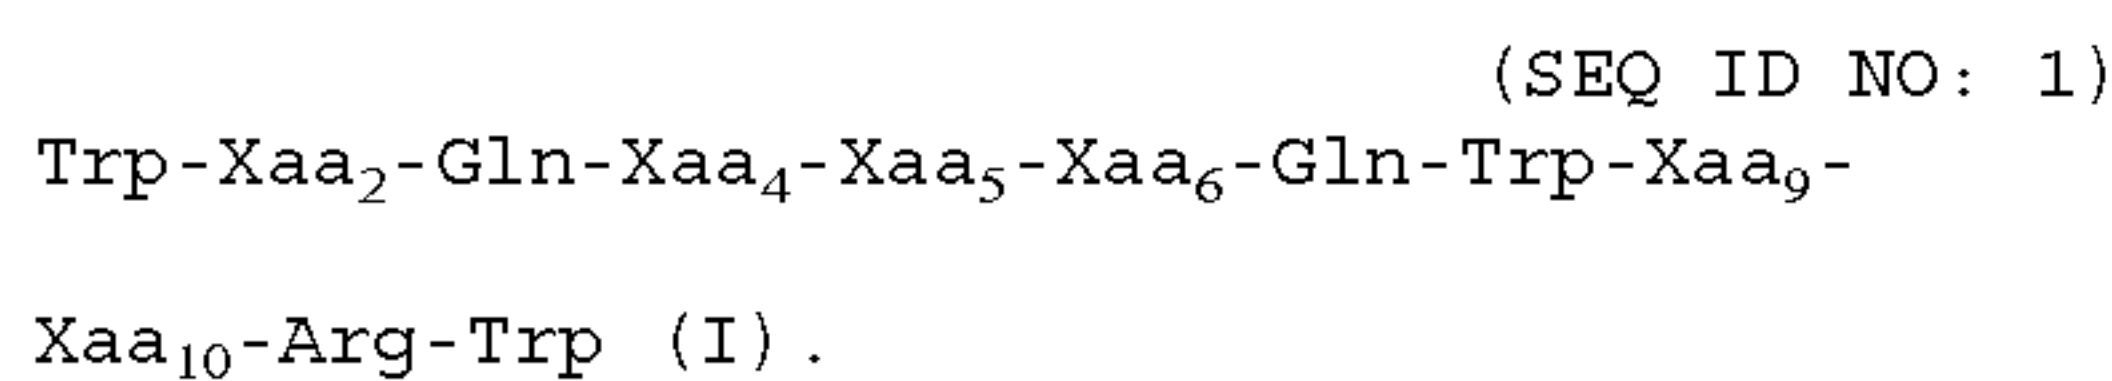 (SEQ ID NO: 1)
Trp-Xaa₂-Gln-Xaa₄-Xaa₅-Xaa₆-Gln-Trp-Xaa₉-
Xaa₁₀-Arg-Trp (I).